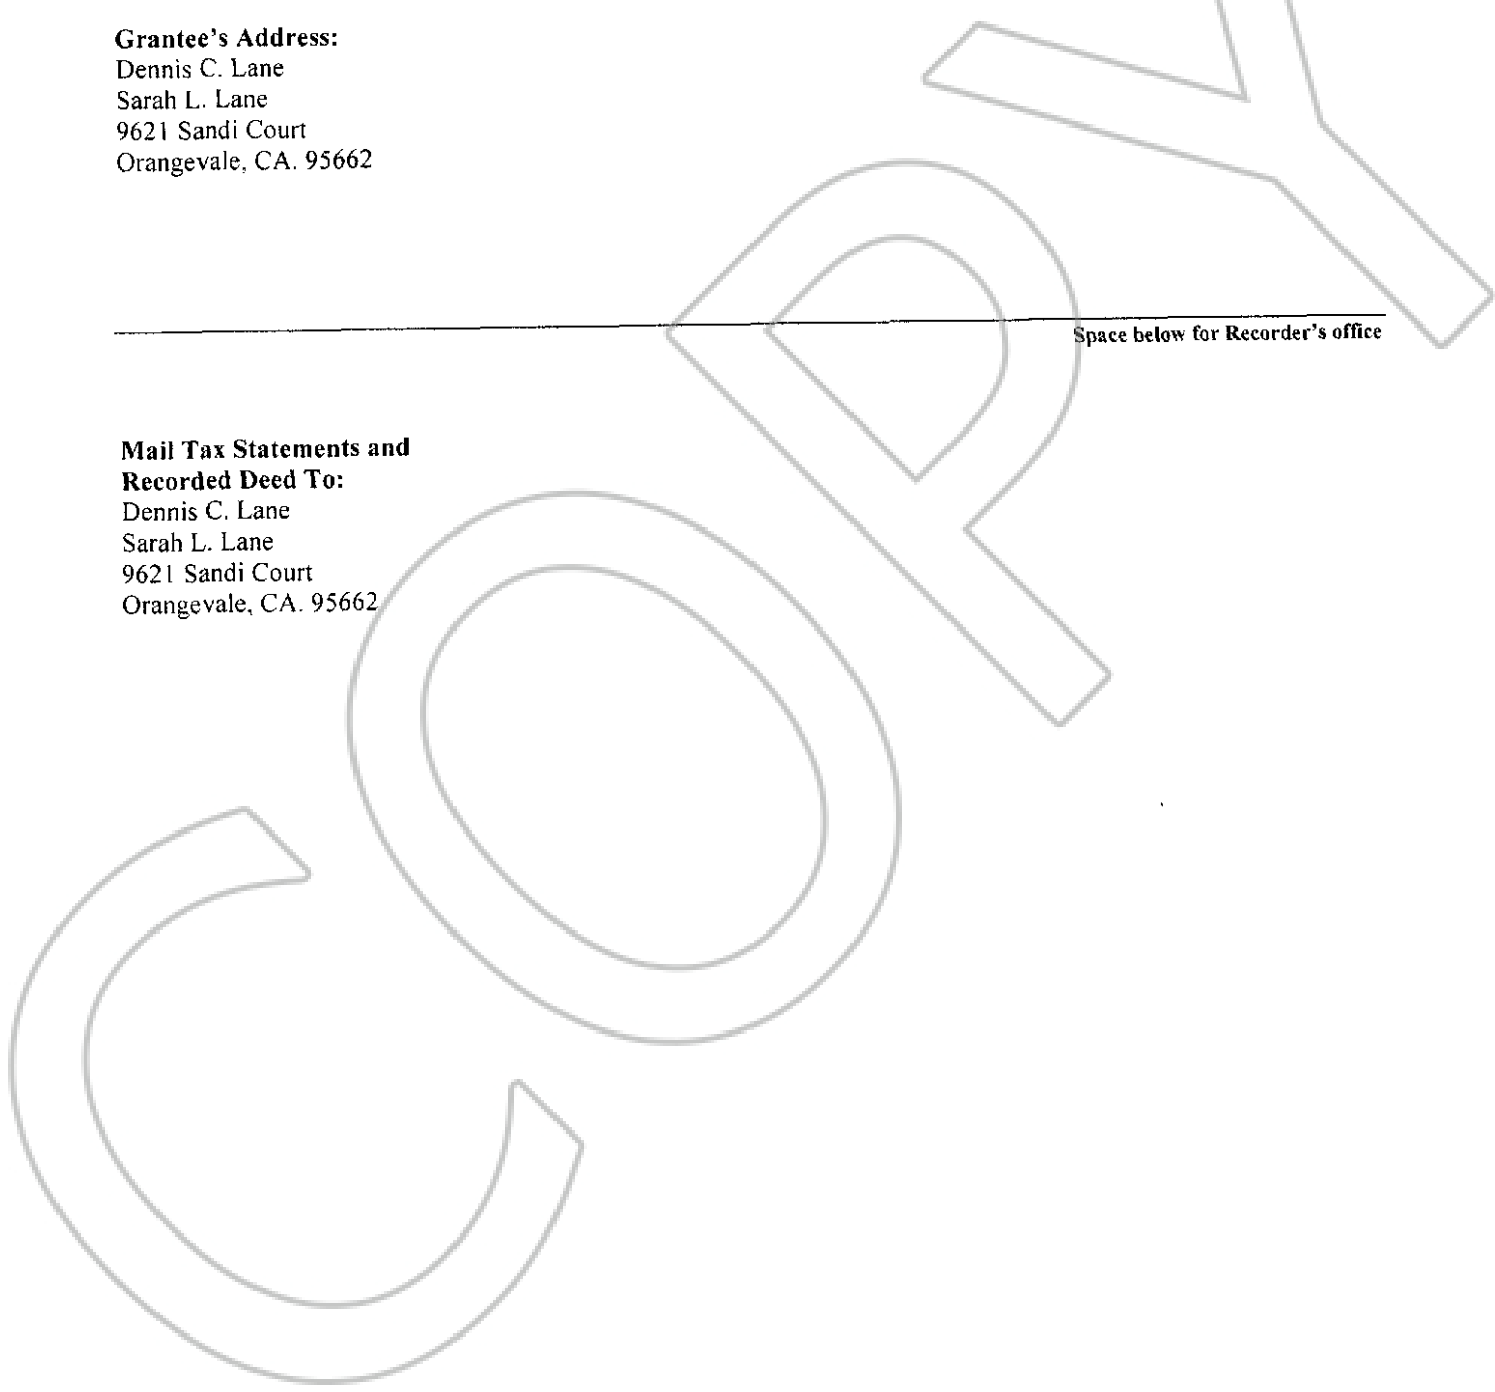 Grantee's Address:
Dennis C. Lane
Sarah L. Lane
9621 Sandi Court
Orangevale, CA. 95662
Space below for Recorder's office
Mail Tax Statements and
Recorded Deed To:
Dennis C. Lane
Sarah L. Lane
9621 Sandi Court
Orangevale, CA. 95662
COPY